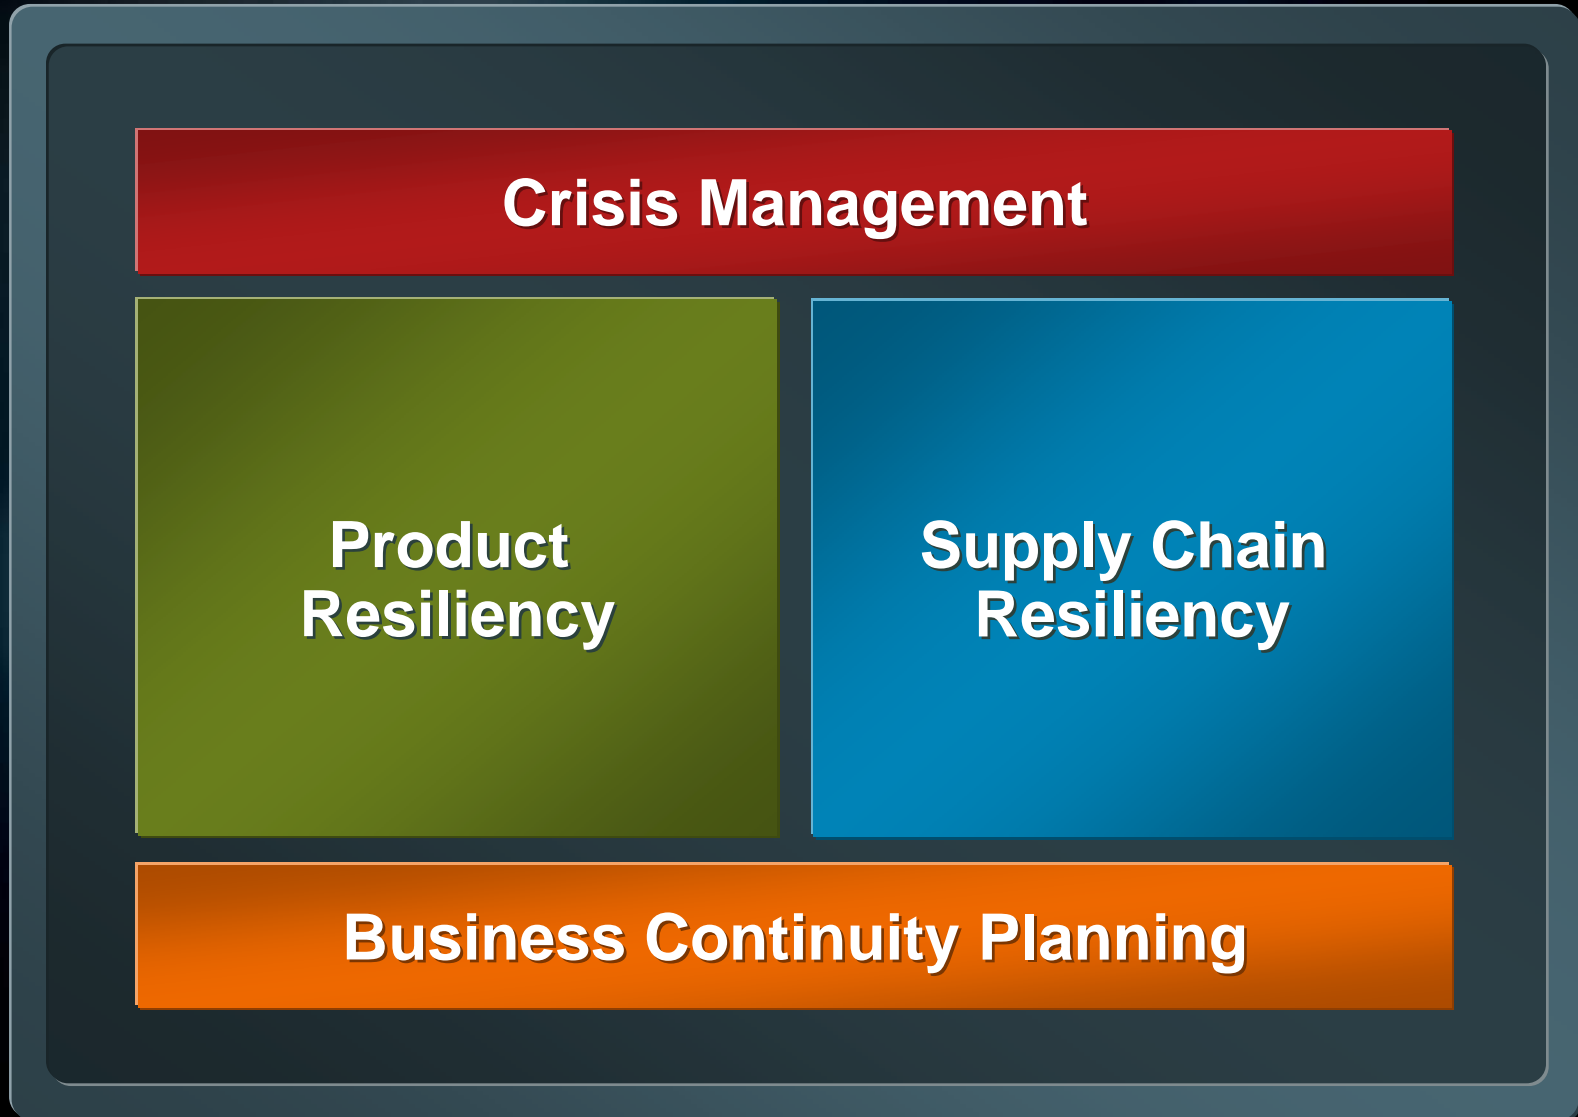 Crisis Management
Product
Resiliency
Supply Chain
Resiliency
Business Continuity Planning